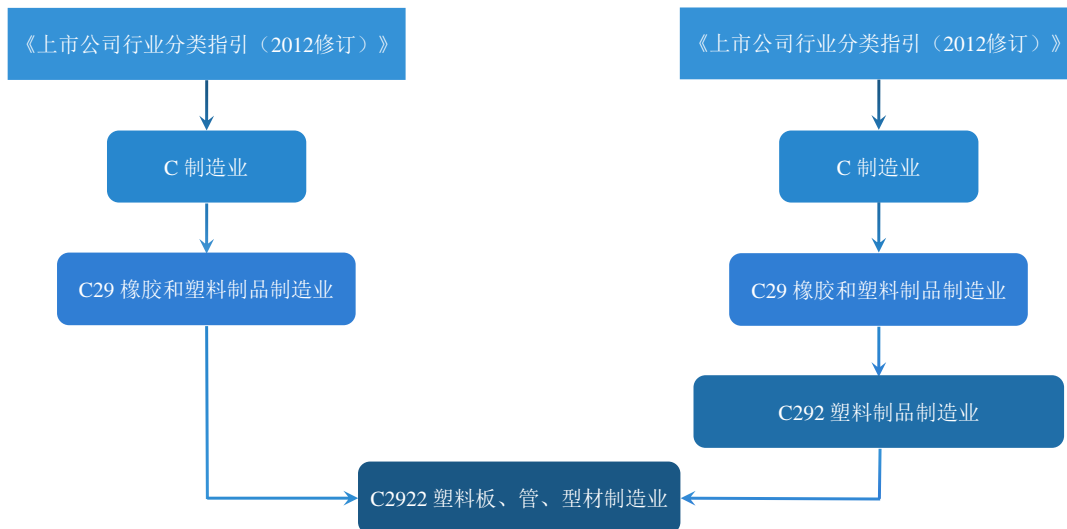 《上市公司行业分类指引（2012修订）》
《上市公司行业分类指引（2012修订）》
C 制造业
C 制造业
C29 橡胶和塑料制品制造业
C29 橡胶和塑料制品制造业
C292 塑料制品制造业
C2922 塑料板、管、型材制造业